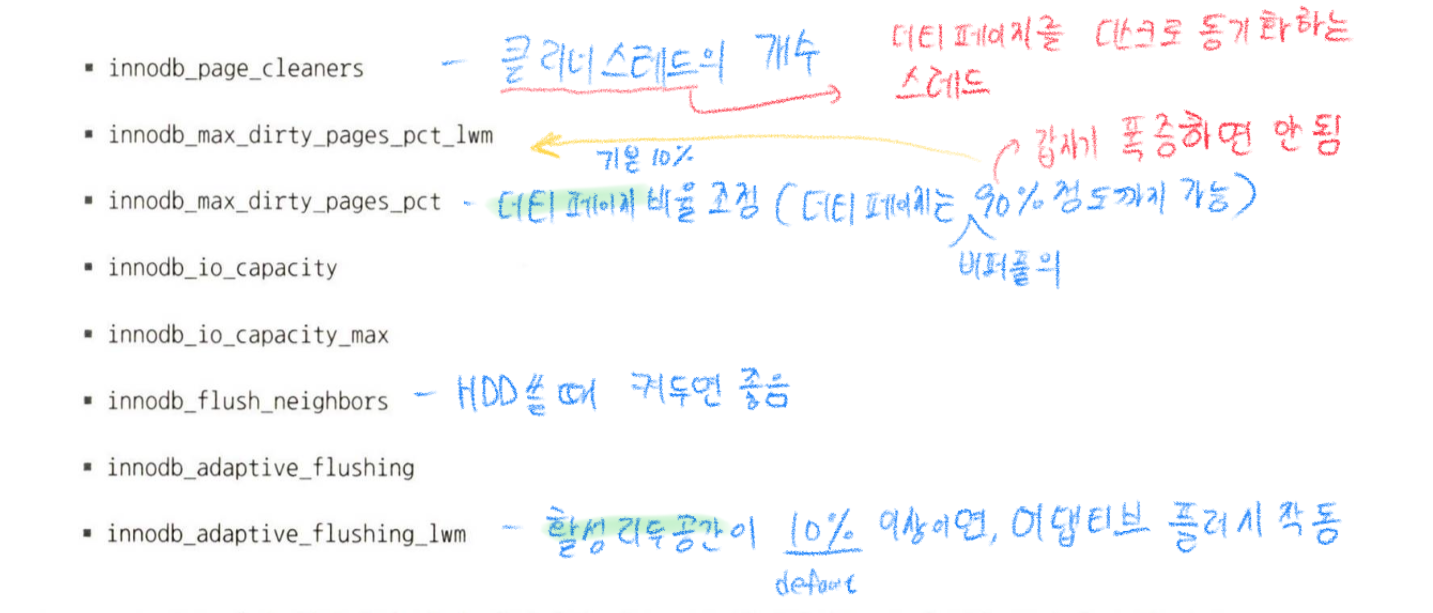 더티 페이지를 디스크로 동기화하는
▪ innodb_page_cleaners – 클리너스레드의 개수
스레드
▪ innodb_max_dirty_pages_pct_lwm
갑자기 폭증하면 안 됨
기본 10%
▪ innodb_max_dirty_pages_pct - 더티 페이지 비율 조정 (더티 페이지는 90% 정도까지 가능)
버퍼풀의
▪ innodb_io_capacity
▪ innodb_io_capacity_max
▪ innodb_flush_neighbors – HDD쓸 때 켜두면 좋음
▪ innodb_adaptive_flushing
▪ innodb_adaptive_flushing_lwm – 활성 리두 공간이 10% 이상이면, 어댑티브 플러시 작동
default